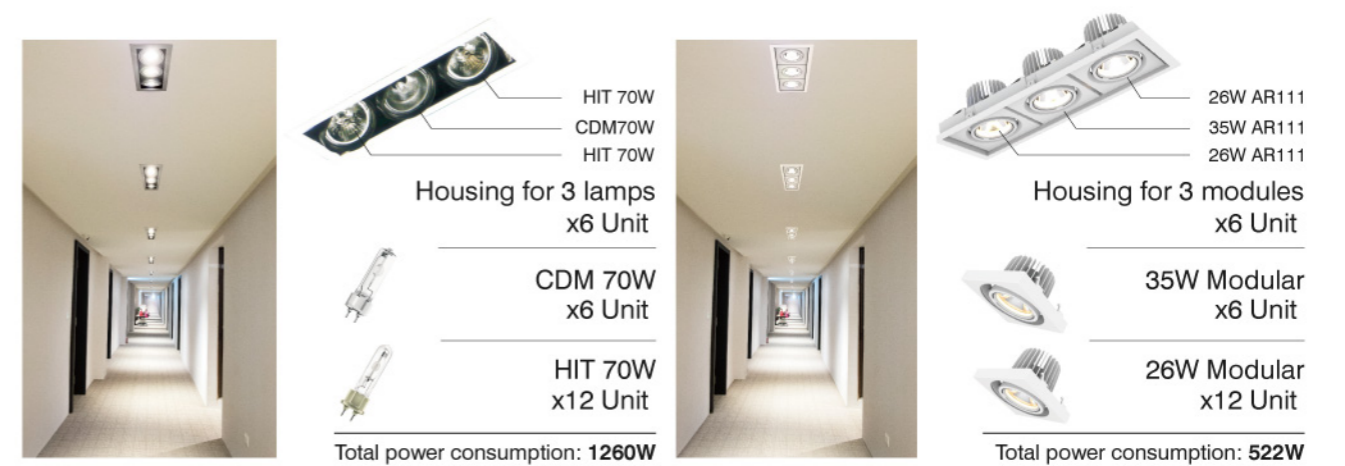 HIT 70W
CDM70W
HIT 70W
Housing for 3 lamps
x6 Unit
CDM 70W
x6 Unit
HIT 70W
x12 Unit
Total power consumption: 1260W
26W AR111
35W AR111
26W AR111
Housing for 3 modules
x6 Unit
35W Modular
x6 Unit
26W Modular
x12 Unit
Total power consumption: 522W